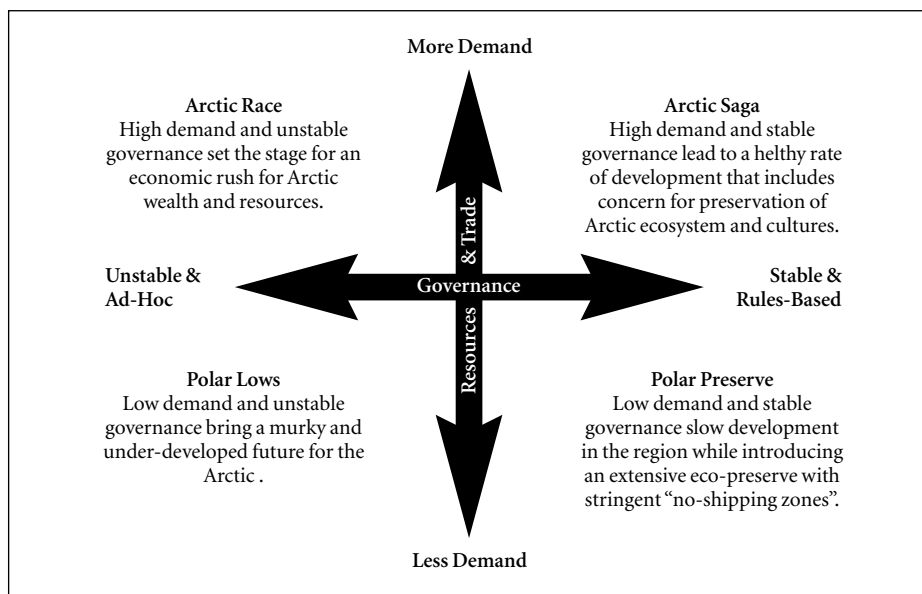 More Demand
Arctic Race
High demand and unstable
governance set the stage for an
economic rush for Arctic
wealth and resources.
Arctic Saga
High demand and stable
governance lead to a helthy rate
of development that includes
concern for preservation of
Arctic ecosystem and cultures.
Unstable &
Ad-Hoc
Resources & Trade
Governance
Stable &
Rules-Based
Polar Lows
Low demand and unstable
governance bring a murky and
under-developed future for the
Arctic .
Polar Preserve
Low demand and stable
governance slow development
in the region while introducing
an extensive eco-preserve with
stringent “no-shipping zones”.
Less Demand